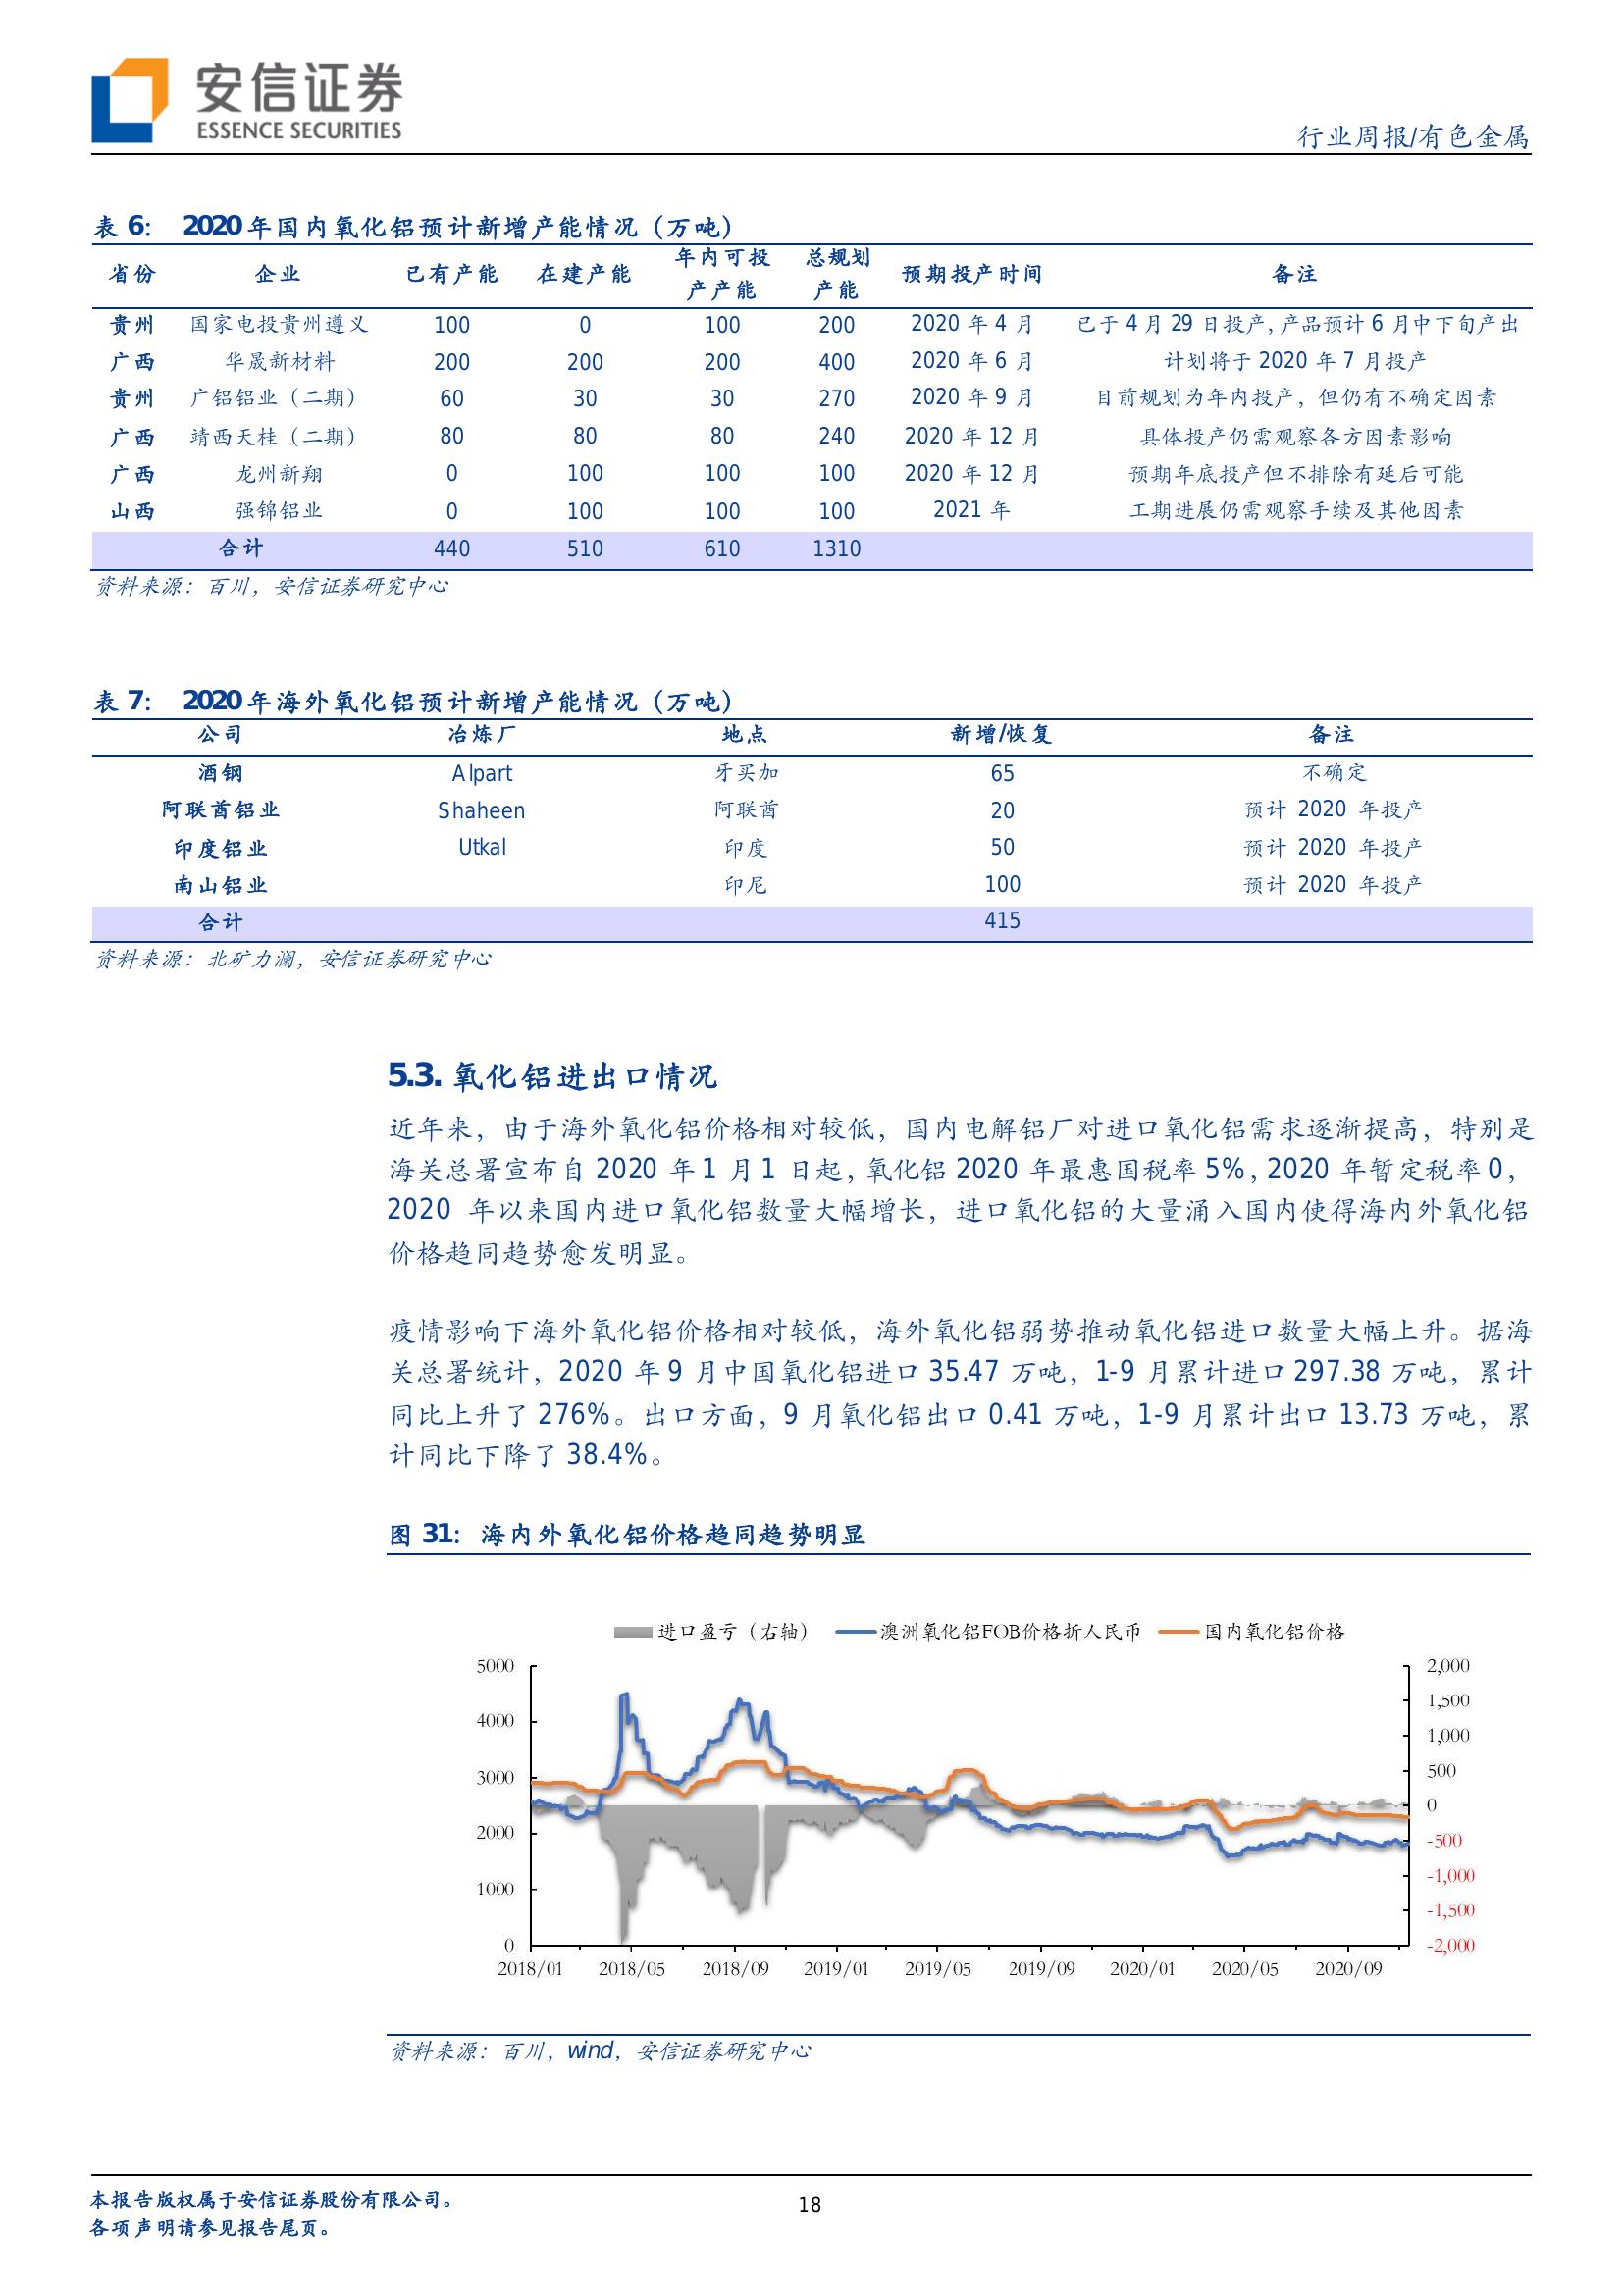 安信证券
ESSENCE SECURITIES
行业周报/有色金属
表 6： 2020 年国内氧化铝预计新增产能情况（万吨）
省份 企业 已有产能 在建产能 年内可投产产能 总规划产能 预期投产时间 备注
贵州 国家电投贵州遵义 100 0 100 200 2020 年 4 月 已于 4 月 29 日投产，产品预计 6 月中下旬产出
广西 华晟新材料 200 200 200 400 2020 年 6 月 计划将于 2020 年 7 月投产
贵州 广铝铝业（二期） 60 30 30 270 2020 年 9 月 目前规划为年内投产，但仍有不确定因素
广西 靖西天桂（二期） 80 80 80 240 2020 年 12 月 具体投产仍需观察各方因素影响
广西 龙州新翔 0 100 100 100 2020 年 12 月 预期年底投产但不排除有延后可能
山西 强锦铝业 0 100 100 100 2021 年 工期进展仍需观察手续及其他因素
合计 440 510 610 1310
资料来源：百川，安信证券研究中心
表 7： 2020 年海外氧化铝预计新增产能情况（万吨）
公司 冶炼厂 地点 新增/恢复 备注
酒钢 Alpart 牙买加 65 不确定
阿联酋铝业 Shaheen 阿联酋 20 预计 2020 年投产
印度铝业 Utkal 印度 50 预计 2020 年投产
南山铝业 印尼 100 预计 2020 年投产
合计 415
资料来源：北矿力澜，安信证券研究中心
5.3. 氧化铝进出口情况
近年来，由于海外氧化铝价格相对较低，国内电解铝厂对进口氧化铝需求逐渐提高，特别是
海关总署宣布自 2020 年 1 月 1 日起，氧化铝 2020 年最惠国税率 5%，2020 年暂定税率 0，
2020 年以来国内进口氧化铝数量大幅增长，进口氧化铝的大量涌入国内使得海内外氧化铝
价格趋同趋势愈发明显。
疫情影响下海外氧化铝价格相对较低，海外氧化铝弱势推动氧化铝进口数量大幅上升。据海
关总署统计，2020 年 9 月中国氧化铝进口 35.47 万吨，1-9 月累计进口 297.38 万吨，累计
同比上升了 276%。出口方面，9 月氧化铝出口 0.41 万吨，1-9 月累计出口 13.73 万吨，累
计同比下降了 38.4%。
图 31： 海内外氧化铝价格趋同趋势明显
进口盈亏（右轴） 澳洲氧化铝FOB价格折人民币 国内氧化铝价格
5000 2,000
1,500
4000 1,000
3000 500
0
2000 -500
1000 -1,000
-1,500
0 -2,000
2018/01 2018/05 2018/09 2019/01 2019/05 2019/09 2020/01 2020/05 2020/09
资料来源：百川，wind，安信证券研究中心
本报告版权属于安信证券股份有限公司。
18
各项声明请参见报告尾页。